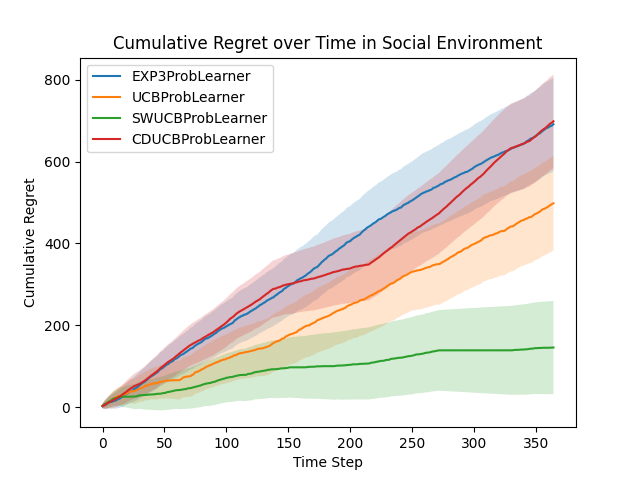 Cumulative Regret over Time in Social Environment
EXP3ProbLearner
UCBProbLearner
SWUCBProbLearner
CDUCBProbLearner
Cumulative Regret
800
600
400
200
0
0 50 100 150 200 250 300 350
Time Step